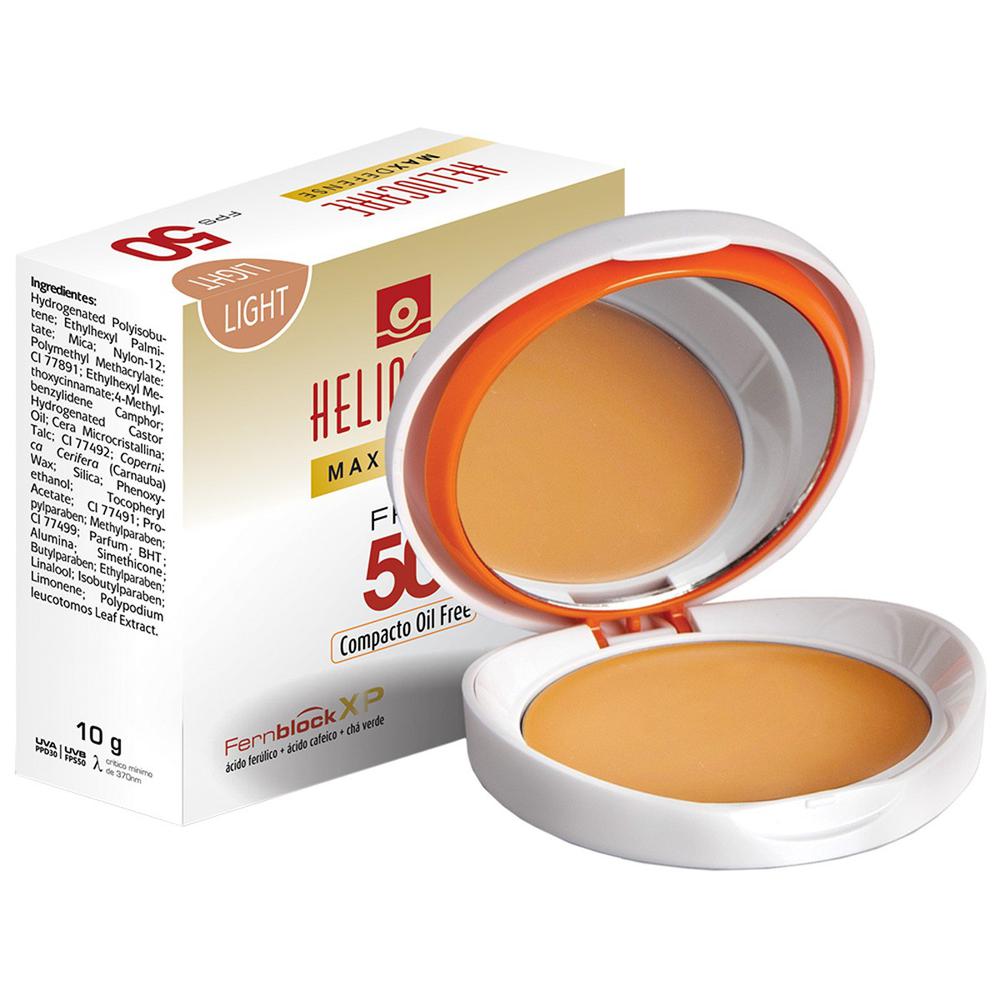 HELIOCARE
MAXDEFENSE
FPS
50
LIGHT
LIGHT
MAX
50
Compacto Oil Free
Fernblock XP
ácido ferúlico + ácido cafeico + chá verde
Ingredientes:
Hydrogenated Polyisobu-
tene; Ethylhexyl Palmi-
tate; Mica; Nylon-12;
Polymethyl Methacrylate;
CI 77891; Ethylhexyl Me-
thoxycinnamate; 4-Methyl-
benzylidene Camphor;
Hydrogenated Castor
Oil; Cera Microcristallina;
Talc; CI 77492; Coperni-
ca Cerifera (Carnauba)
Wax; Silica; Phenoxy-
ethanol; Tocopheryl
Acetate; CI 77491; Pro-
pylparaben; Methylparaben;
CI 77499; Parfum; BHT;
Alumina; Simethicone;
Butylparaben; Ethylparaben;
Linalool; Isobutylparaben;
Limonene; Polypodium
leucotomos Leaf Extract.
10 g
UVA PPD30 | UVB FPS50 λ crítico mínimo
de 370nm